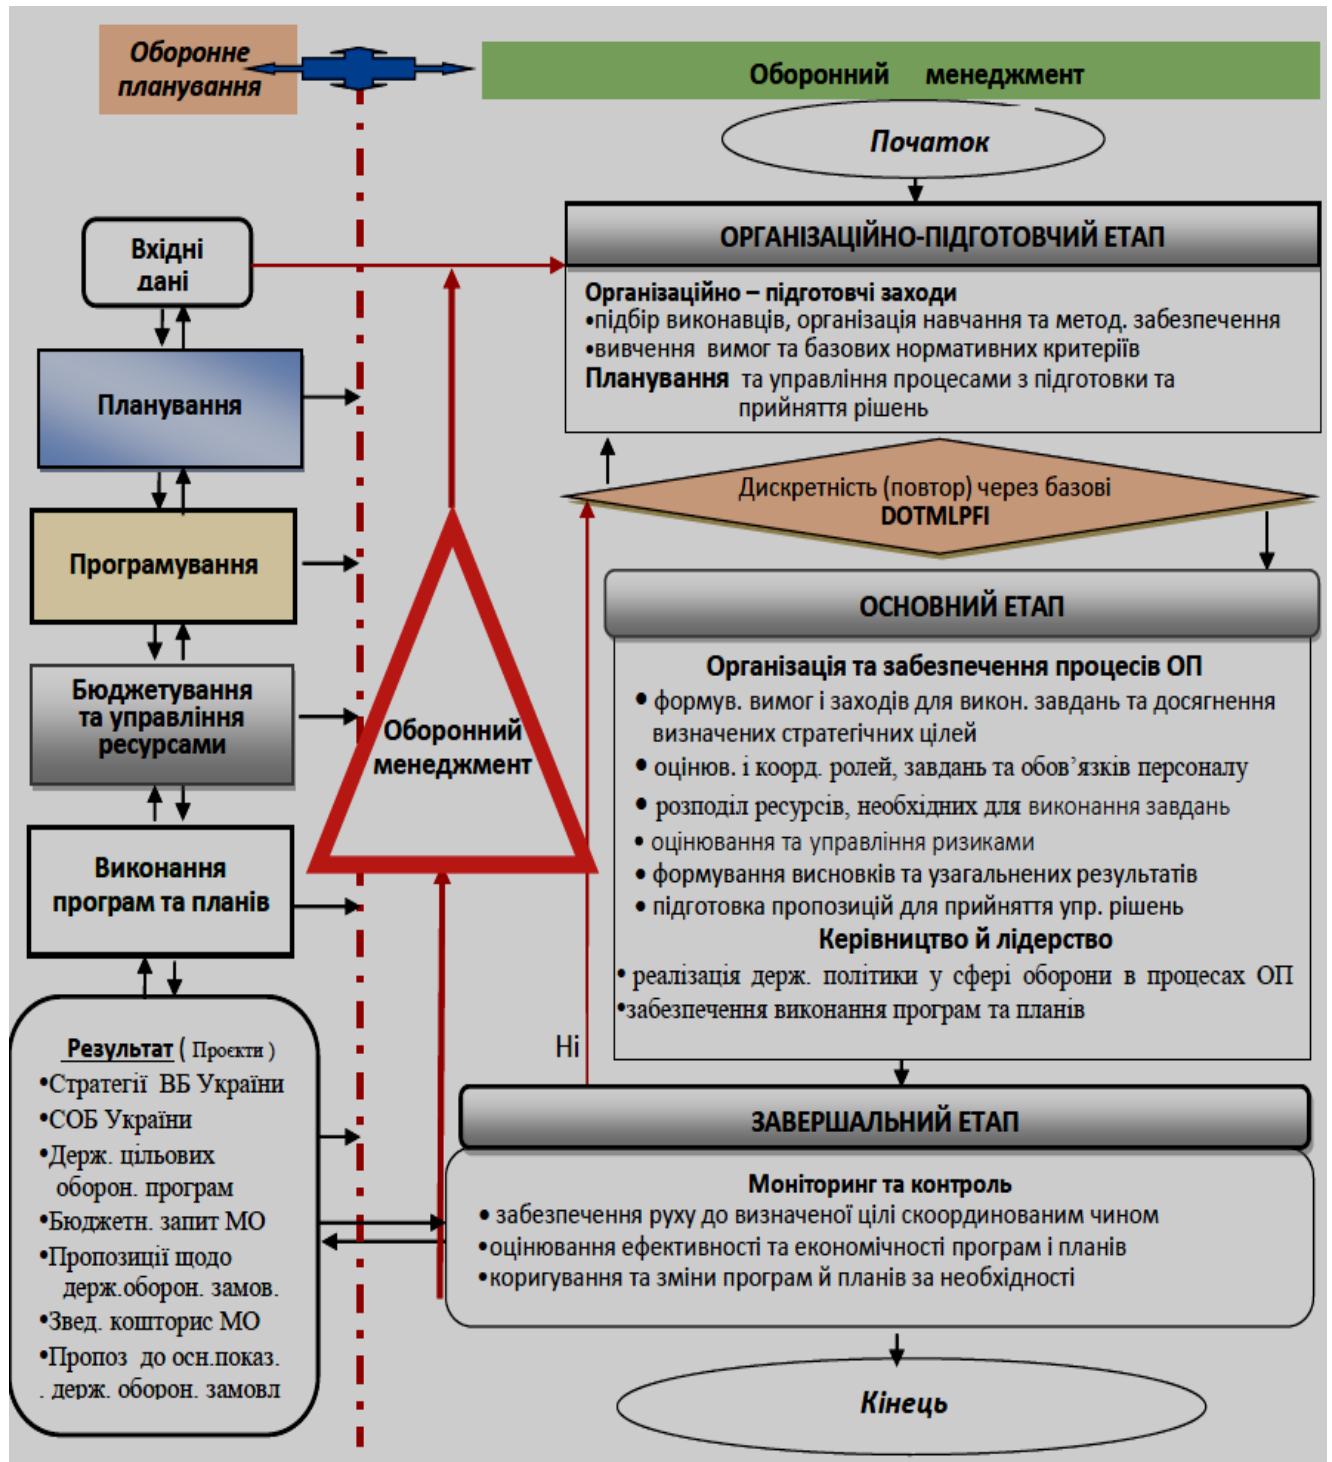 Оборонне
планування
Оборонний менеджмент
Початок
Вхідні
дані
Планування
Програмування
Бюджетування
та управління
ресурсами
Виконання
програм та планів
Результат ( Проєкти )
•Стратегії ВБ України
•СОБ України
•Держ. цільових
оборон. програм
•Бюджетн. запит МО
•Пропозиції щодо
держ.оборон. замов.
•Звед. кошторис МО
•Пропоз до осн.показ.
. держ. оборон. замовл
Оборонний
менеджмент
ОРГАНІЗАЦІЙНО-ПІДГОТОВЧИЙ ЕТАП
Організаційно – підготовчі заходи
•підбір виконавців, організація навчання та метод. забезпечення
•вивчення вимог та базових нормативних критеріїв
Планування та управління процесами з підготовки та
прийняття рішень
Дискретність (повтор) через базові
DOTMLPFI
ОСНОВНИЙ ЕТАП
Організація та забезпечення процесів ОП
• формув. вимог і заходів для викон. завдань та досягнення
визначених стратегічних цілей
• оцінюв. і коорд. ролей, завдань та обов’язків персоналу
• розподіл ресурсів, необхідних для виконання завдань
• оцінювання та управління ризиками
• формування висновків та узагальнених результатів
• підготовка пропозицій для прийняття упр. рішень
Керівництво й лідерство
• реалізація держ. політики у сфері оборони в процесах ОП
•забезпечення виконання програм та планів
Ні
ЗАВЕРШАЛЬНИЙ ЕТАП
Моніторинг та контроль
• забезпечення руху до визначеної цілі скоординованим чином
•оцінювання ефективності та економічності програм і планів
•коригування та зміни програм й планів за необхідності
Кінець